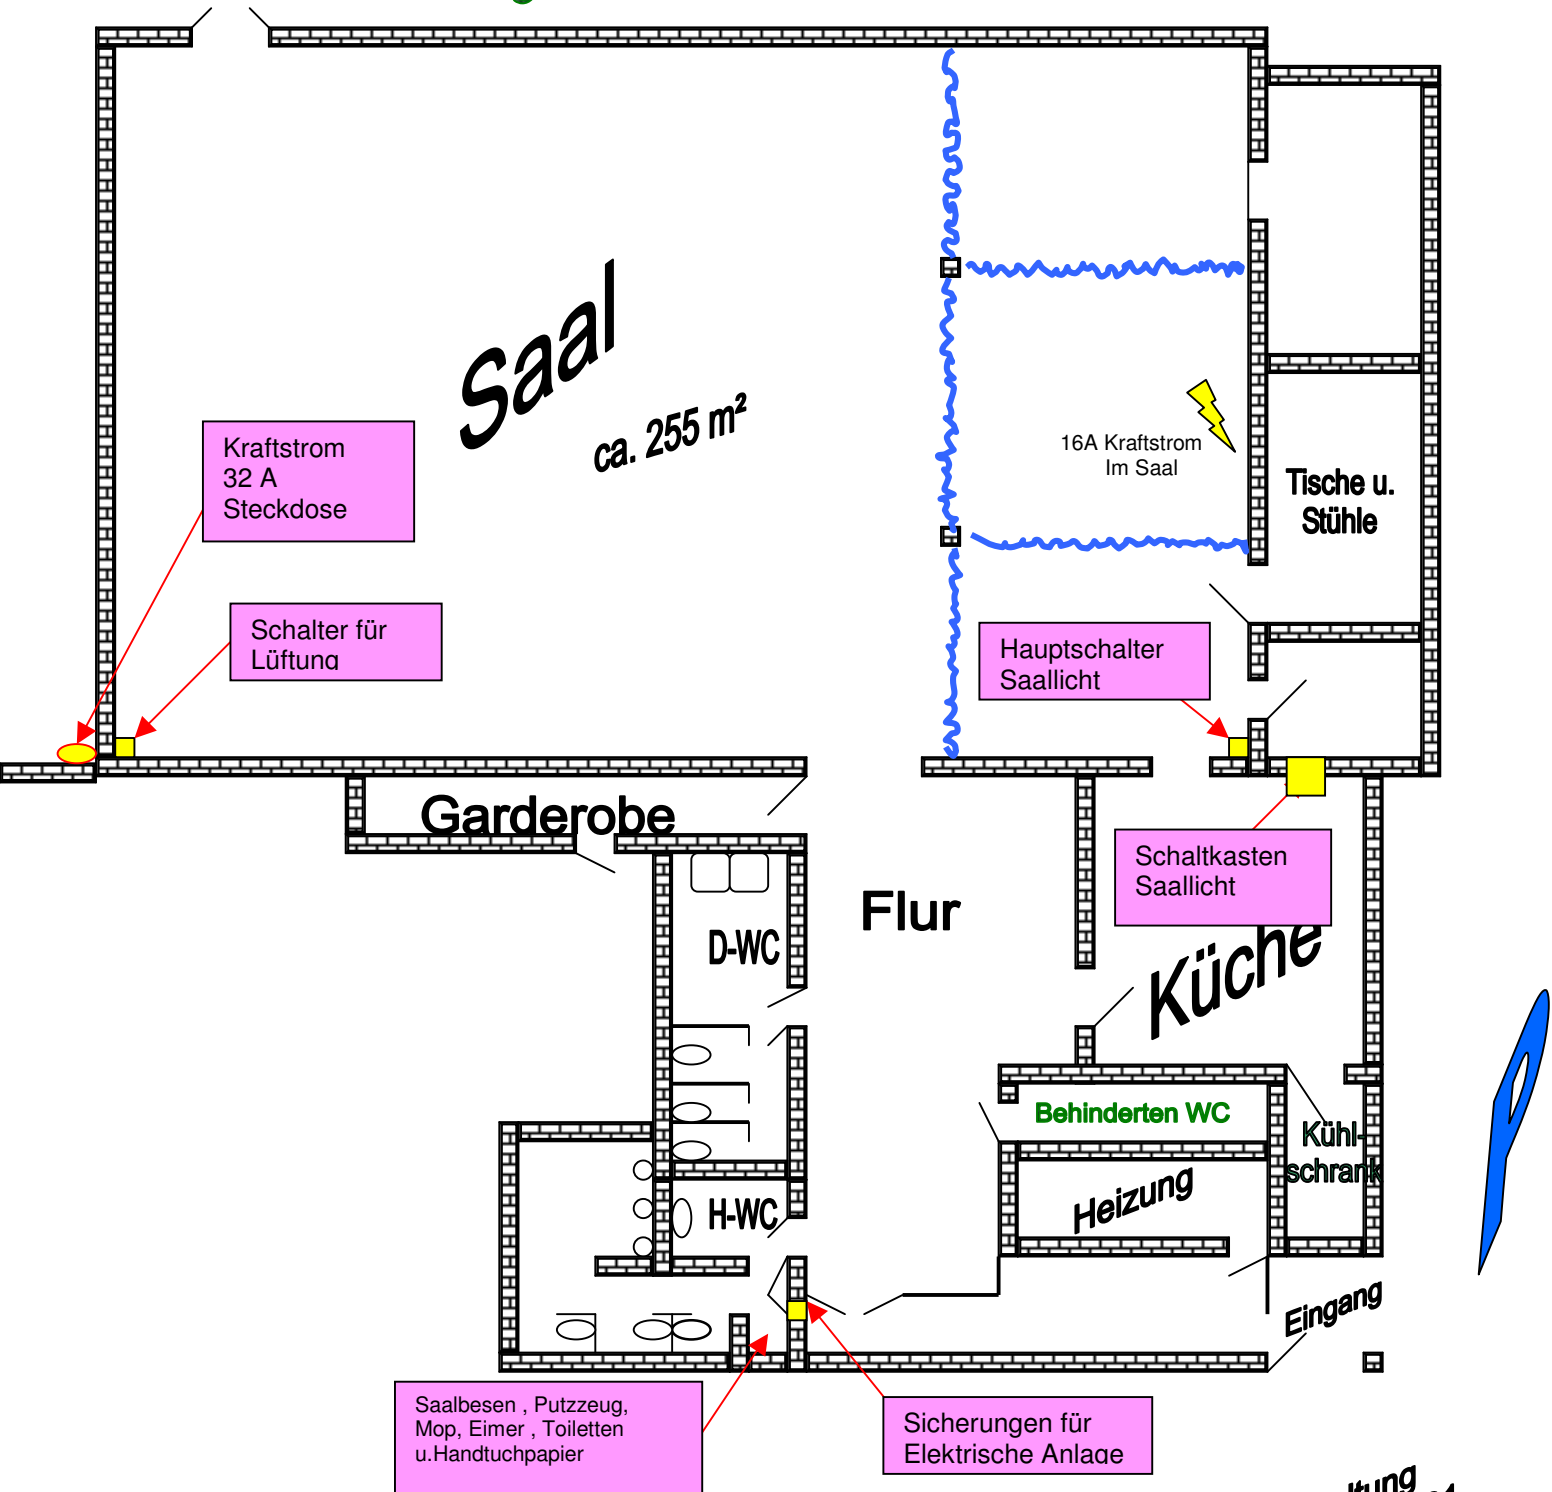 Saal
ca. 255 m²
Kraftstrom
32 A
Steckdose
16A Kraftstrom
Im Saal
Tische u.
Stühle
Schalter für
Lüftung
Hauptschalter
Saallicht
Garderobe
Schaltkasten
Saallicht
Flur
D-WC
Küche
Behinderten WC
Kühl-
schrank
Heizung
H-WC
Eingang
Saalbesen , Putzzeug,
Mop, Eimer , Toiletten
u.Handtuchpapier
Sicherungen für
Elektrische Anlage